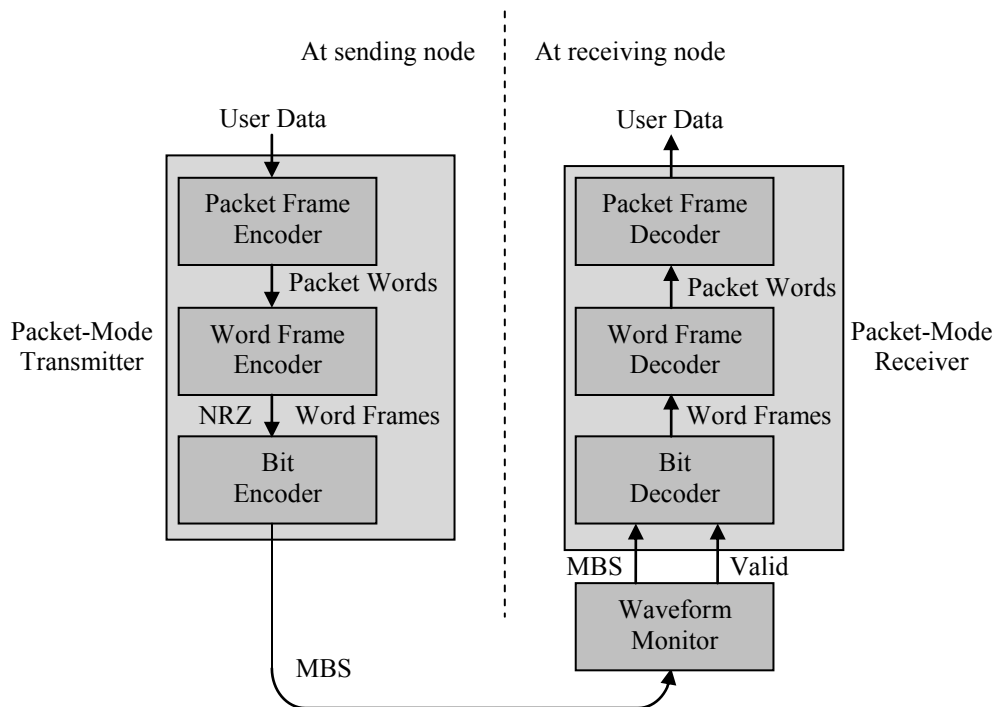 At sending node
At receiving node
User Data
Packet Frame
Encoder
Packet Words
Word Frame
Encoder
Packet-Mode
Transmitter
NRZ
Word Frames
Bit
Encoder
MBS
User Data
Packet Frame
Decoder
Packet Words
Word Frame
Decoder
Packet-Mode
Receiver
Word Frames
Bit
Decoder
MBS
Valid
Waveform
Monitor